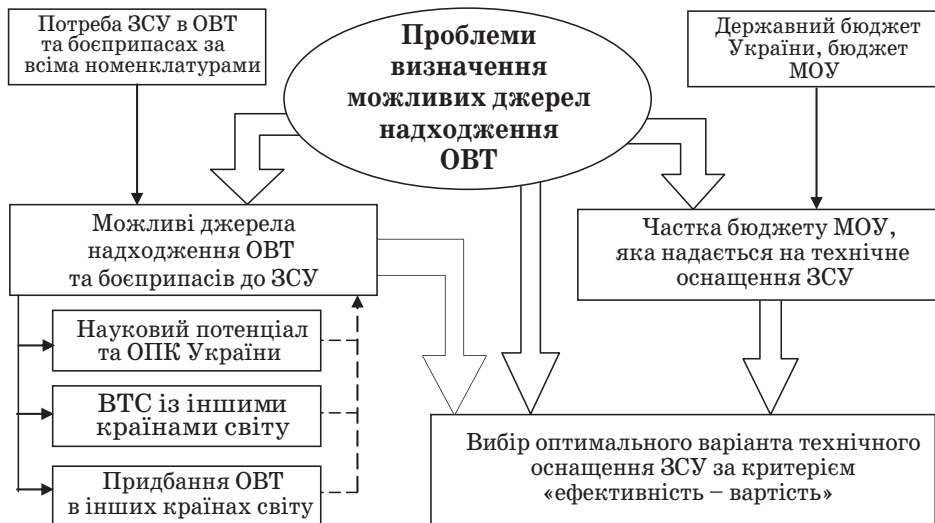 Потреба ЗСУ в ОВТ
та боєприпасах за
всіма номенклатурами
Проблеми
визначення
можливих джерел
надходження
ОВТ
Державний бюджет
України, бюджет
МОУ
Можливі джерела
надходження ОВТ
та боєприпасів до ЗСУ
Частка бюджету МОУ,
яка надається на технічне
оснащення ЗСУ
Науковий потенціал
та ОПК України
ВТС із іншими
країнами світу
Придбання ОВТ
в інших країнах світу
Вибір оптимального варіанта технічного
оснащення ЗСУ за критерієм
«ефективність – вартість»